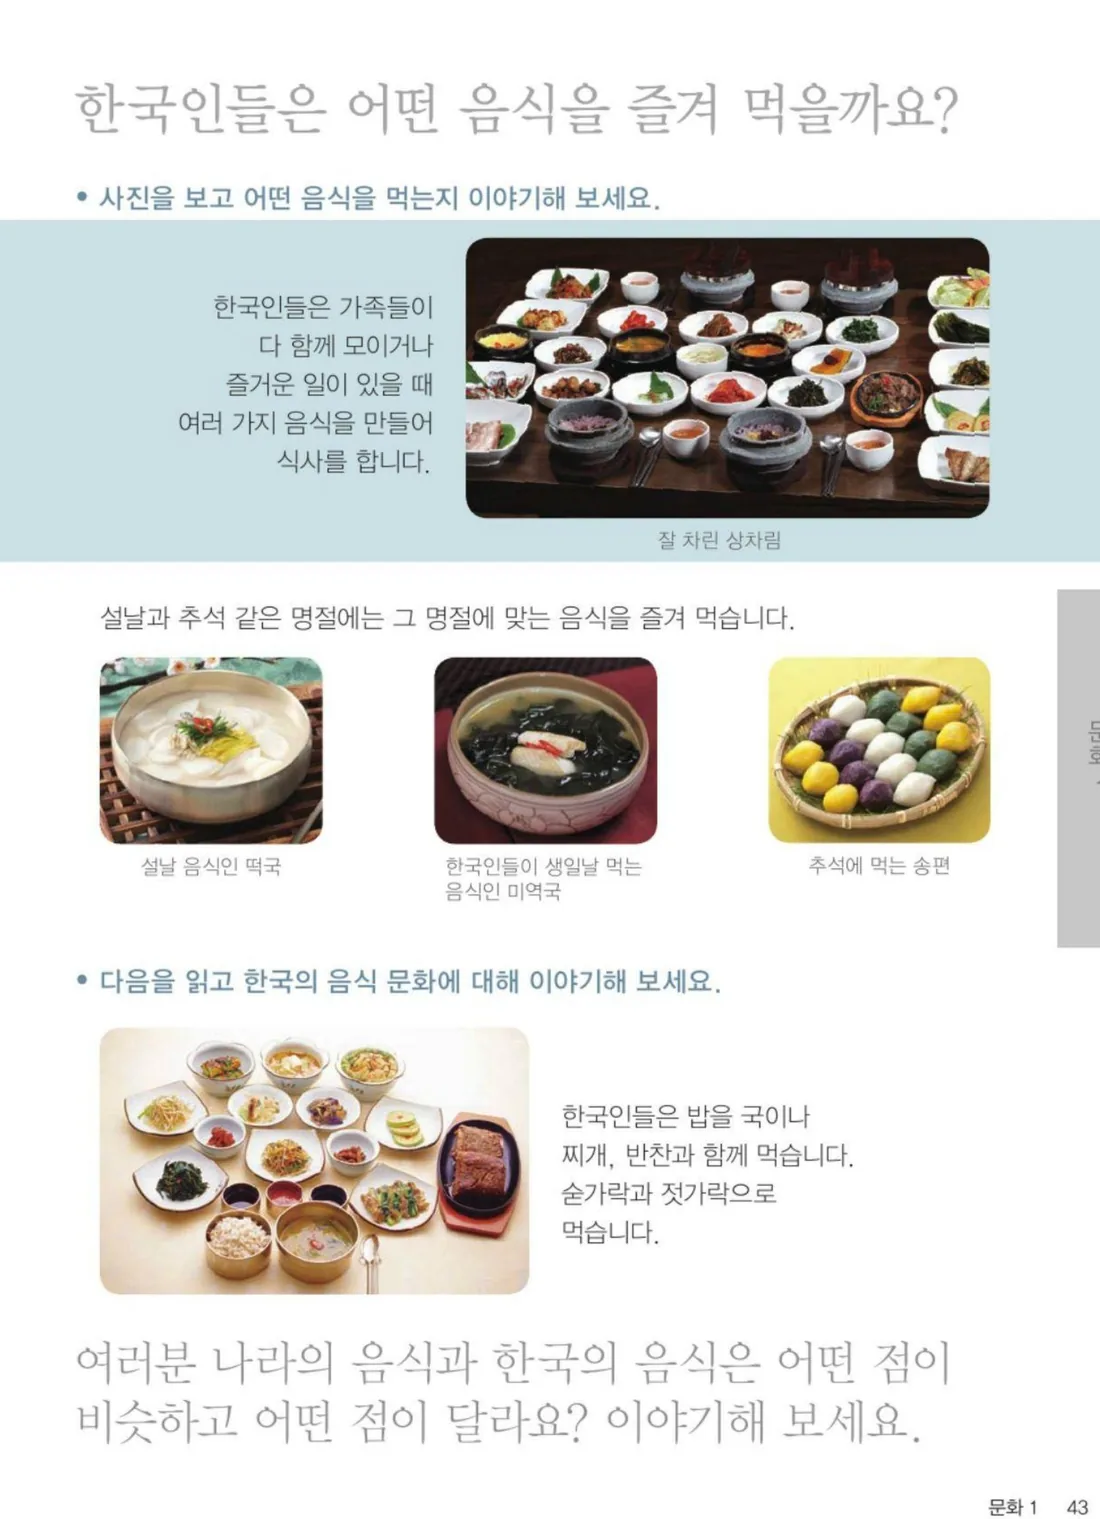 한국인들은 어떤 음식을 즐겨 먹을까요?
• 사진을 보고 어떤 음식을 먹는지 이야기해 보세요.
한국인들은 가족들이
다 함께 모이거나
즐거운 일이 있을 때
여러 가지 음식을 만들어
식사를 합니다.
잘 차린 상차림
설날과 추석 같은 명절에는 그 명절에 맞는 음식을 즐겨 먹습니다.
설날 음식인 떡국
한국인들이 생일날 먹는
음식인 미역국
추석에 먹는 송편
• 다음을 읽고 한국의 음식 문화에 대해 이야기해 보세요.
한국인들은 밥을 국이나
찌개, 반찬과 함께 먹습니다.
숟가락과 젓가락으로
먹습니다.
여러분 나라의 음식과 한국의 음식은 어떤 점이
비슷하고 어떤 점이 달라요? 이야기해 보세요.
문화 1 43